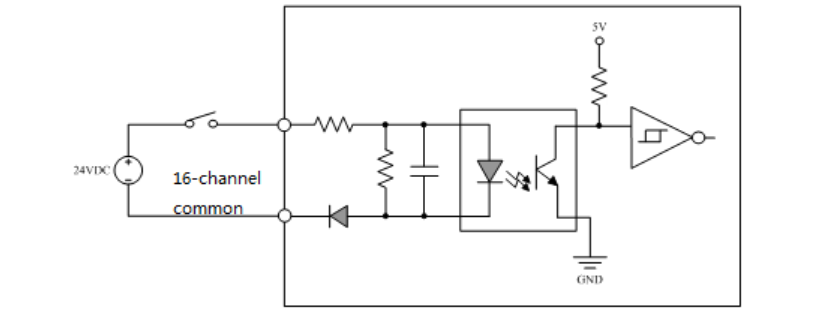 5V
24VDC
16-channel
common
GND